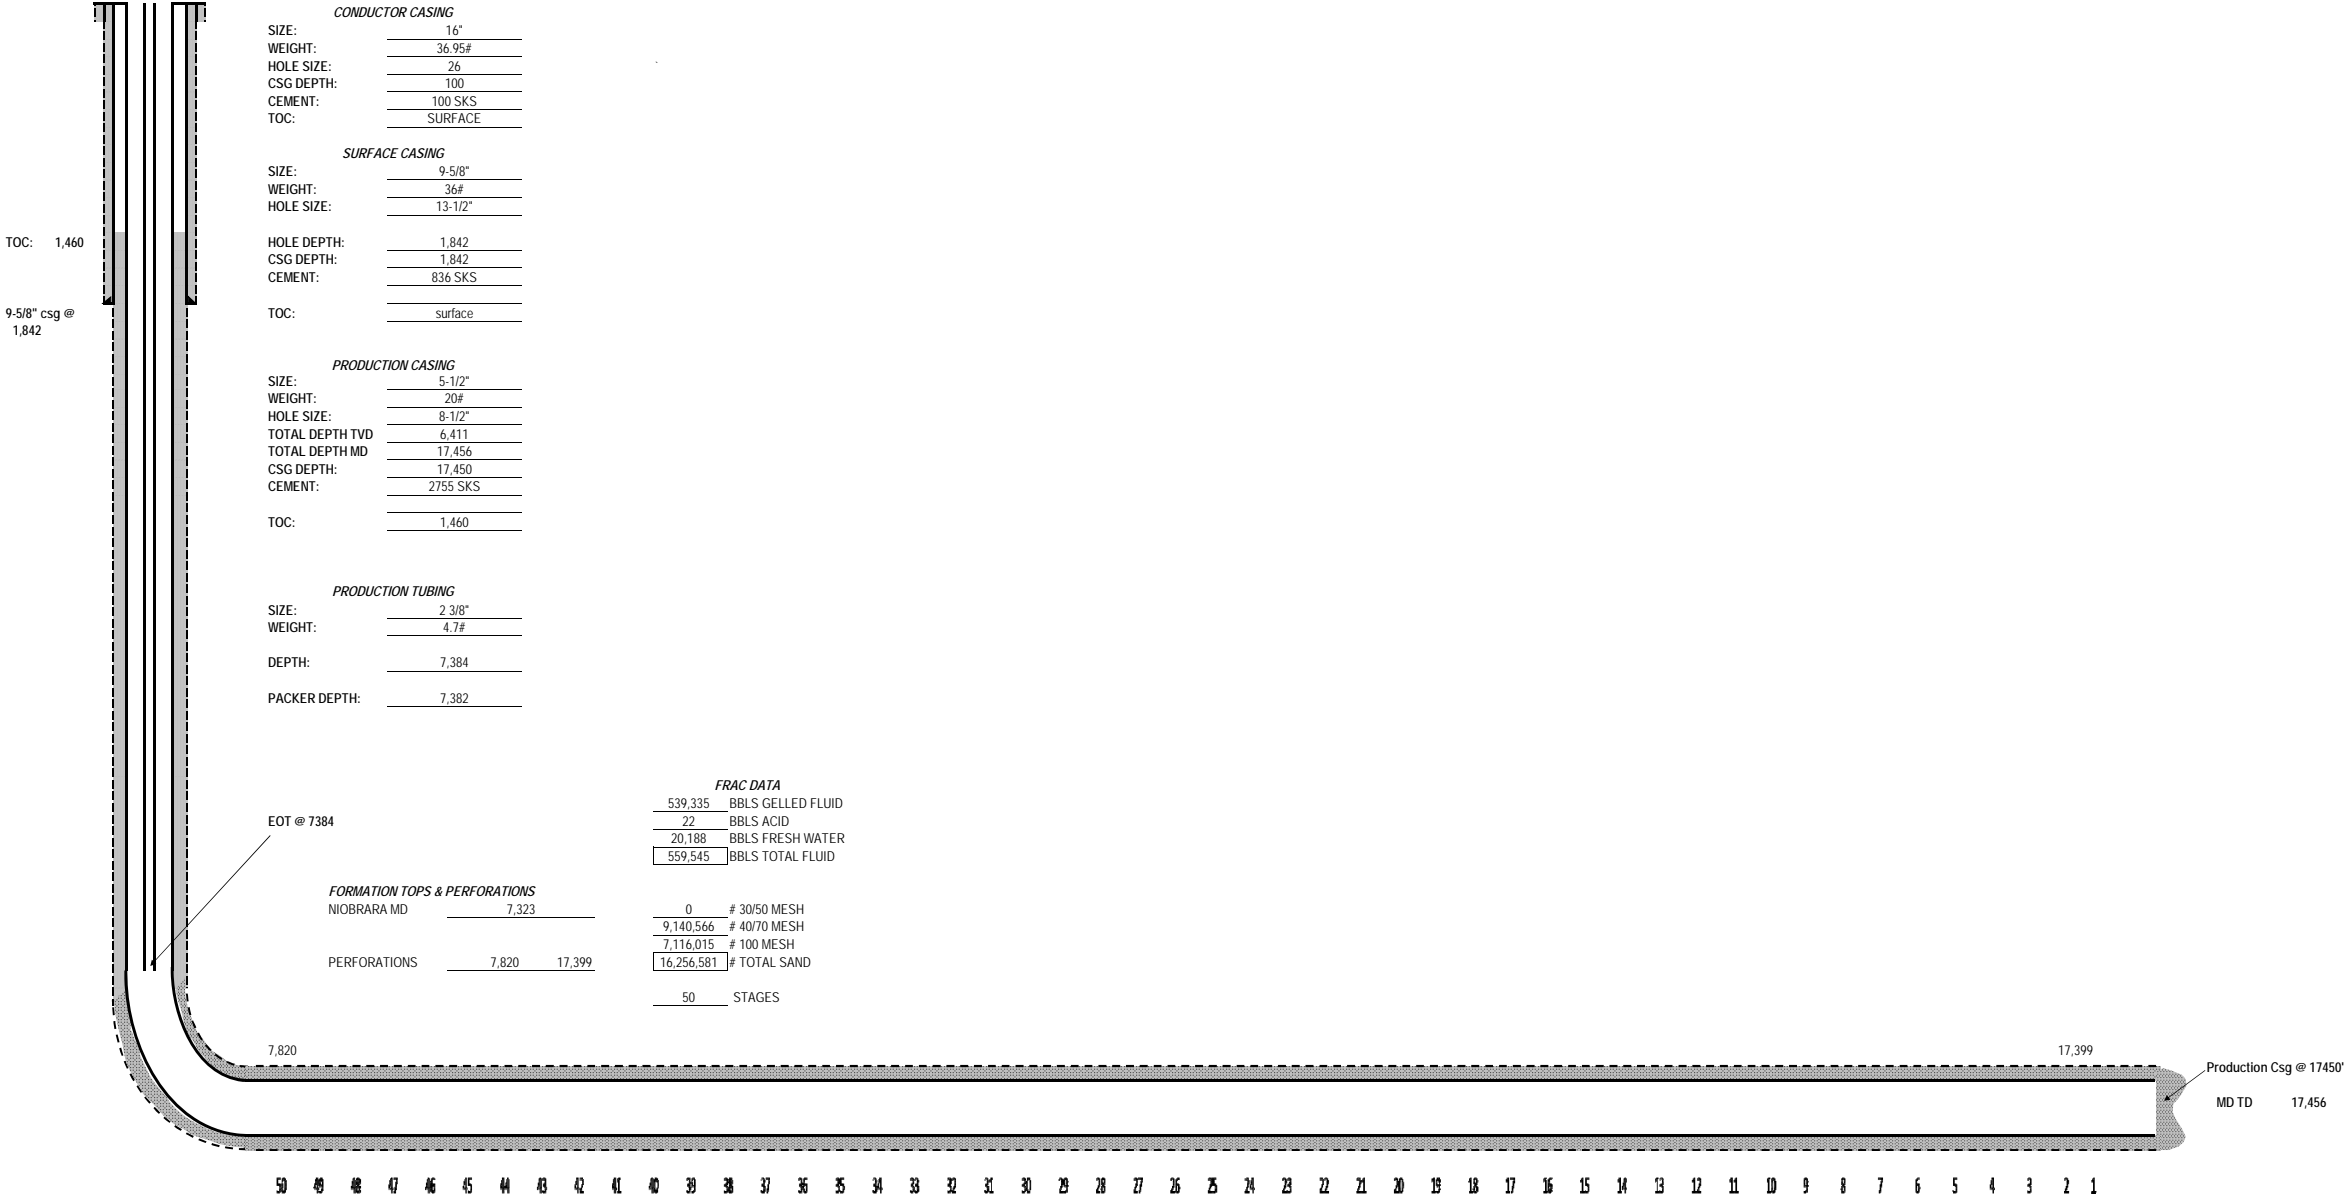 CONDUCTOR CASING
SIZE: 16"
WEIGHT: 36.95#
HOLE SIZE: 26
CSG DEPTH: 100
CEMENT: 100 SKS
TOC: SURFACE
SURFACE CASING
SIZE: 9-5/8"
WEIGHT: 36#
HOLE SIZE: 13-1/2"
TOC: 1,460
HOLE DEPTH: 1,842
CSG DEPTH: 1,842
CEMENT: 836 SKS
9-5/8" csg @
1,842
TOC: surface
PRODUCTION CASING
SIZE: 5-1/2"
WEIGHT: 20#
HOLE SIZE: 8-1/2"
TOTAL DEPTH TVD 6,411
TOTAL DEPTH MD 17,456
CSG DEPTH: 17,450
CEMENT: 2755 SKS
TOC: 1,460
PRODUCTION TUBING
SIZE: 2 3/8"
WEIGHT: 4.7#
DEPTH: 7,384
PACKER DEPTH: 7,382
EOT @ 7384
FRAC DATA
539,335 BBLS GELLED FLUID
22 BBLS ACID
20,188 BBLS FRESH WATER
559,545 BBLS TOTAL FLUID
FORMATION TOPS & PERFORATIONS
NIOBRARA MD 7,323
PERFORATIONS 7,820 17,399
0 # 30/50 MESH
9,140,566 # 40/70 MESH
7,116,015 # 100 MESH
16,256,581 # TOTAL SAND
50 STAGES
7,820
17,399
Production Csg @ 17450'
MD TD 17,456
50 49 48 47 46 45 44 43 42 41 40 39 38 37 36 35 34 33 32 31 30 29 28 27 26 25 24 23 22 21 20 19 18 17 16 15 14 13 12 11 10 9 8 7 6 5 4 3 2 1